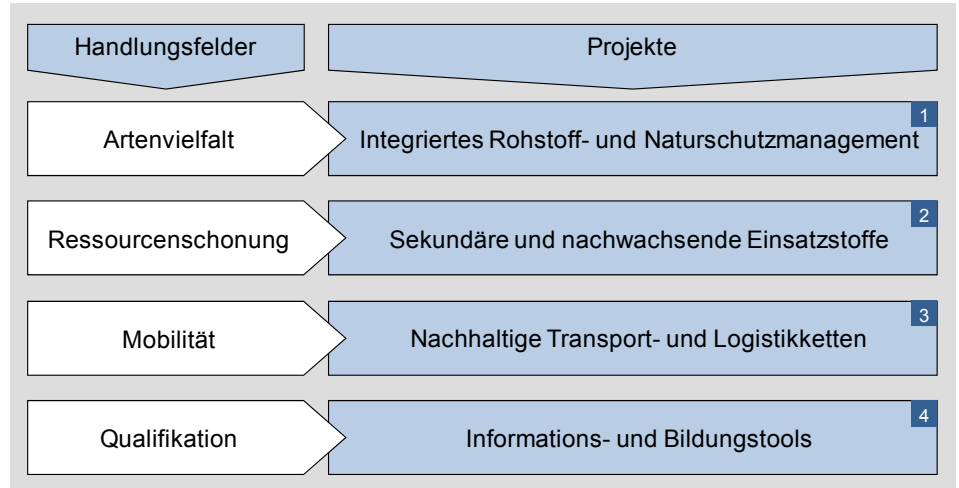 Handlungsfelder
Projekte
Artenvielfalt
Integriertes Rohstoff- und Naturschutzmanagement
1
Ressourcenschonung
Sekundäre und nachwachsende Einsatzstoffe
2
Mobilität
Nachhaltige Transport- und Logistikketten
3
Qualifikation
Informations- und Bildungstools
4